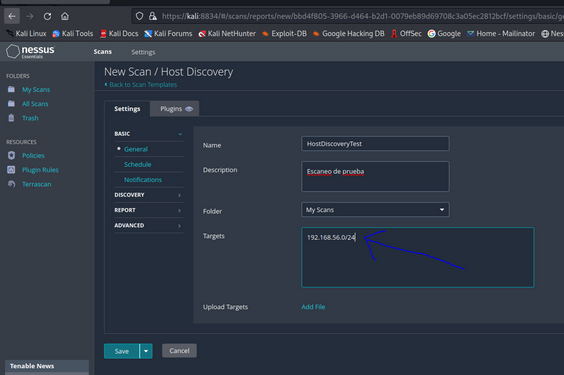 https://kali:8834/#/scans/reports/new/bbd4f805-3966-d464-b2d1-0079eb89d69708c3a05ec2812bcf/settings/basic/g
Kali Linux Kali Tools Kali Docs Kali Forums Kali NetHunter Exploit-DB Google Hacking DB OffSec Google Home - Mailinator Nes
nessus Essentials Scans Settings
FOLDERS
My Scans
All Scans
Trash
RESOURCES
Policies
Plugin Rules
Terrascan
Tenable News
New Scan / Host Discovery
Back to Scan Templates
Settings Plugins
BASIC
General
Schedule
Notifications
DISCOVERY
REPORT
ADVANCED
Name HostDiscoveryTest
Description Escaneo de prueba
Folder My Scans
Targets 192.168.56.0/24
Upload Targets Add File
Save Cancel